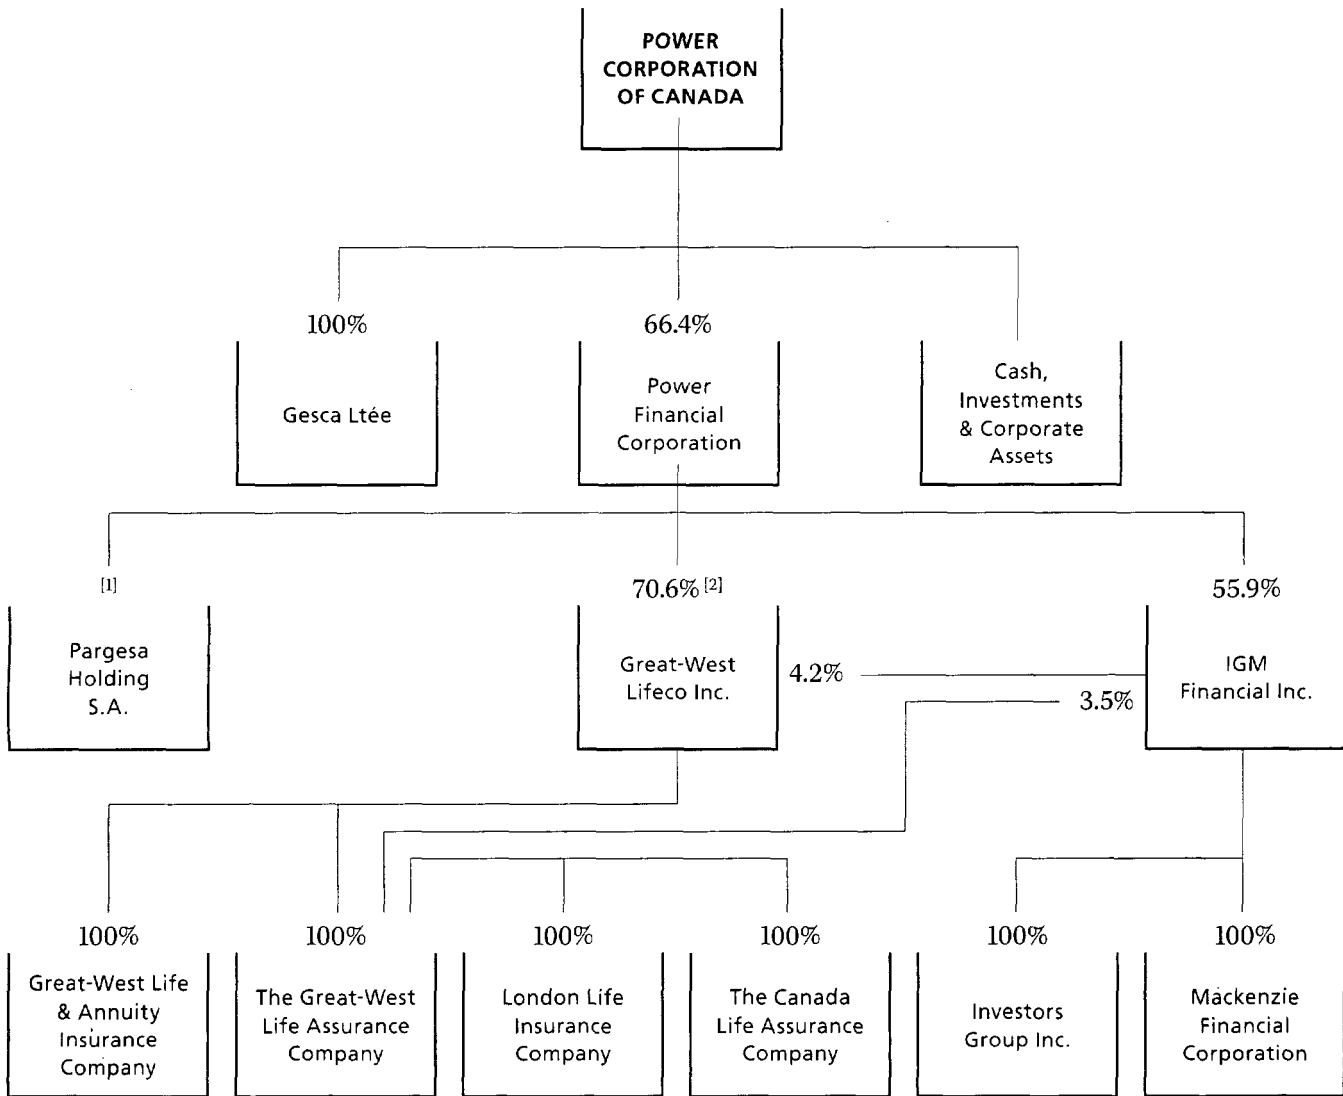 POWER
CORPORATION
OF CANADA
100%
66.4%
Gesca Ltée
Power
Financial
Corporation
Cash,
Investments
& Corporate
Assets
[1]
70.6% [2]
55.9%
Pargesa
Holding
S.A.
Great-West
Lifeco Inc.
4.2%
3.5%
IGM
Financial Inc.
100%
100%
100%
100%
100%
100%
Great-West Life
& Annuity
Insurance
Company
The Great-West
Life Assurance
Company
London Life
Insurance
Company
The Canada
Life Assurance
Company
Investors
Group Inc.
Mackenzie
Financial
Corporation